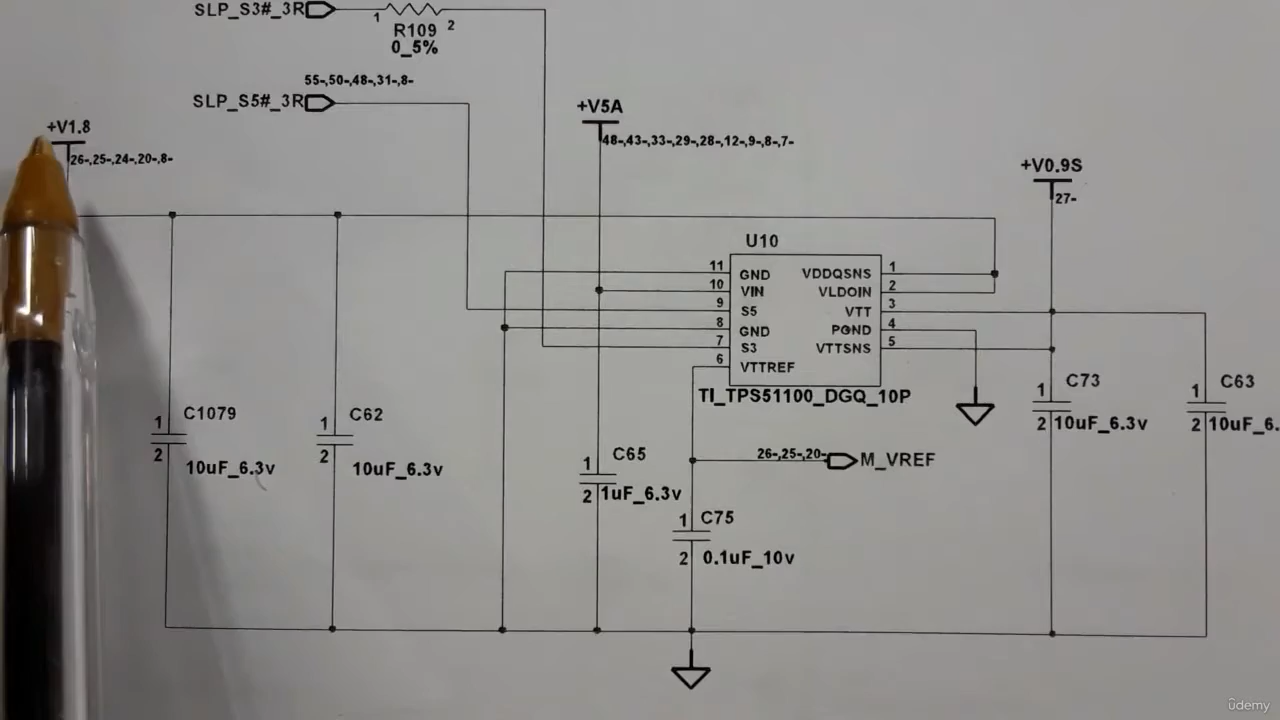 SLP_S3#_3R
1
R109
2
0_5%
55-,50-,48-,31-,8-
SLP_S5#_3R
+V1.8
26-,25-,24-,20-,8-
+V5A
48-,43-,33-,29-,28-,12-,9-,8-,7-
+V0.9S
27-
U10
11 GND VDDQSNS 1
10 VIN VLDOIN 2
9 S5 VTT 3
8 GND PGND 4
7 S3 VTTSNS 5
6 VTTREF
TI_TPS51100_DGQ_10P
C1079
1
2
10uF_6.3v
C62
1
2
10uF_6.3v
C65
1
2
1uF_6.3v
26-,25-,20-
M_VREF
C75
1
2
0.1uF_10v
C73
1
2
10uF_6.3v
C63
1
2
10uF_6.
ûdemy